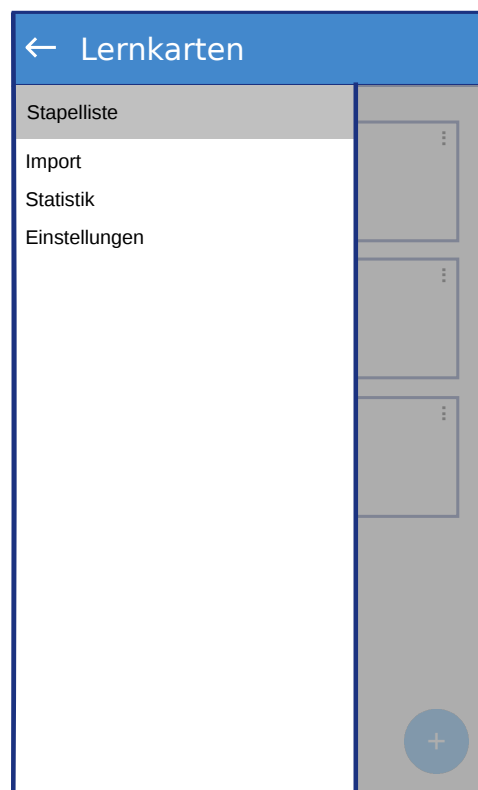 Lernkarten
Stapelliste
Import
Statistik
Einstellungen